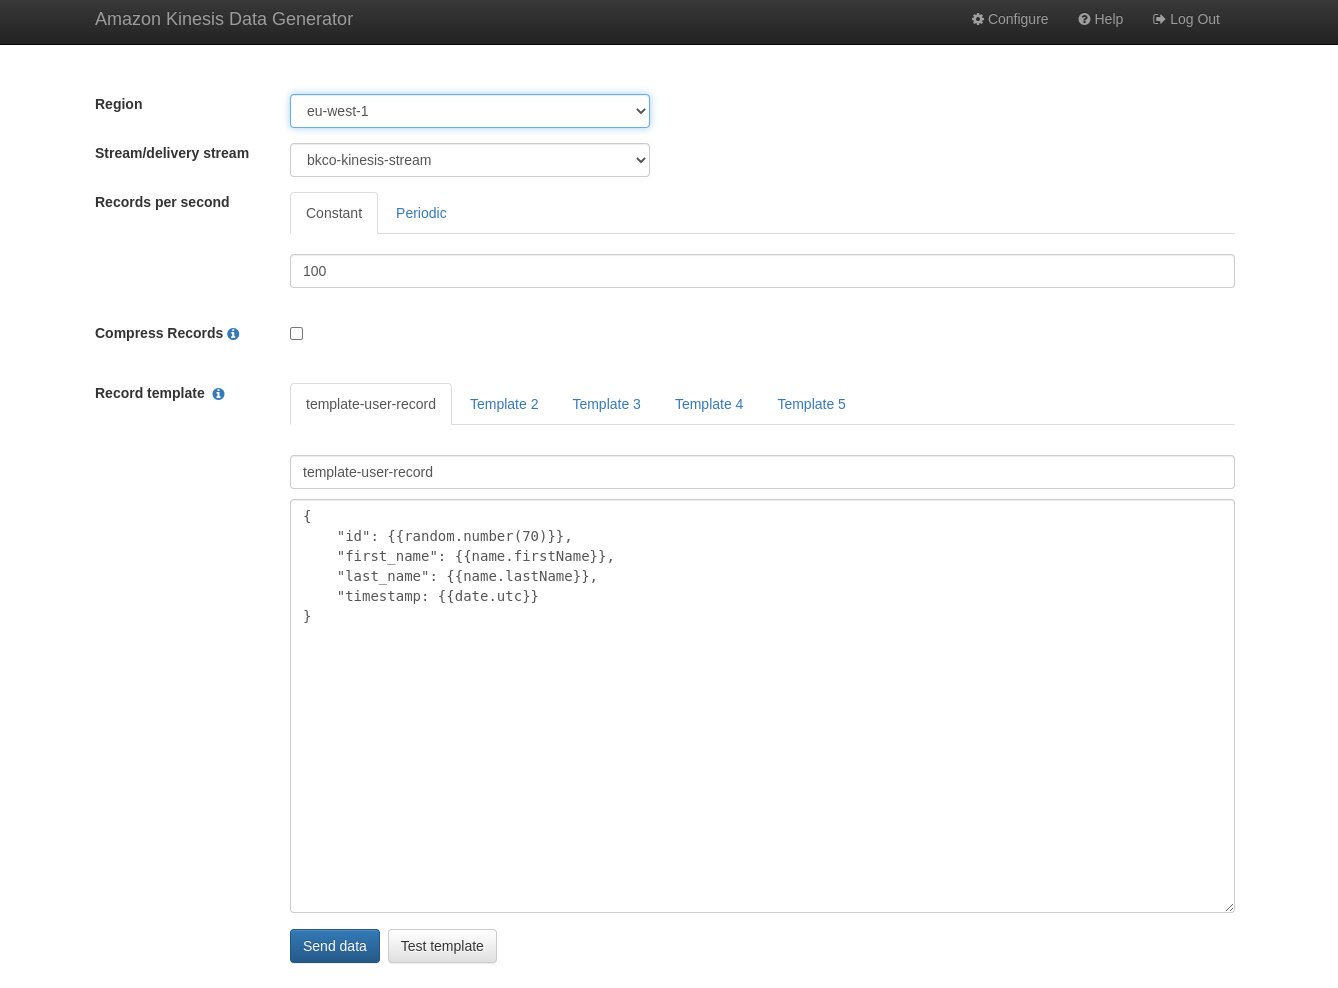 Amazon Kinesis Data Generator
Configure
Help
Log Out
Region
eu-west-1
Stream/delivery stream
bkco-kinesis-stream
Records per second
Constant
Periodic
100
Compress Records
Record template
template-user-record
Template 2
Template 3
Template 4
Template 5
template-user-record
{
    "id": {{random.number(70)}},
    "first_name": {{name.firstName}},
    "last_name": {{name.lastName}},
    "timestamp: {{date.utc}}
}
Send data
Test template